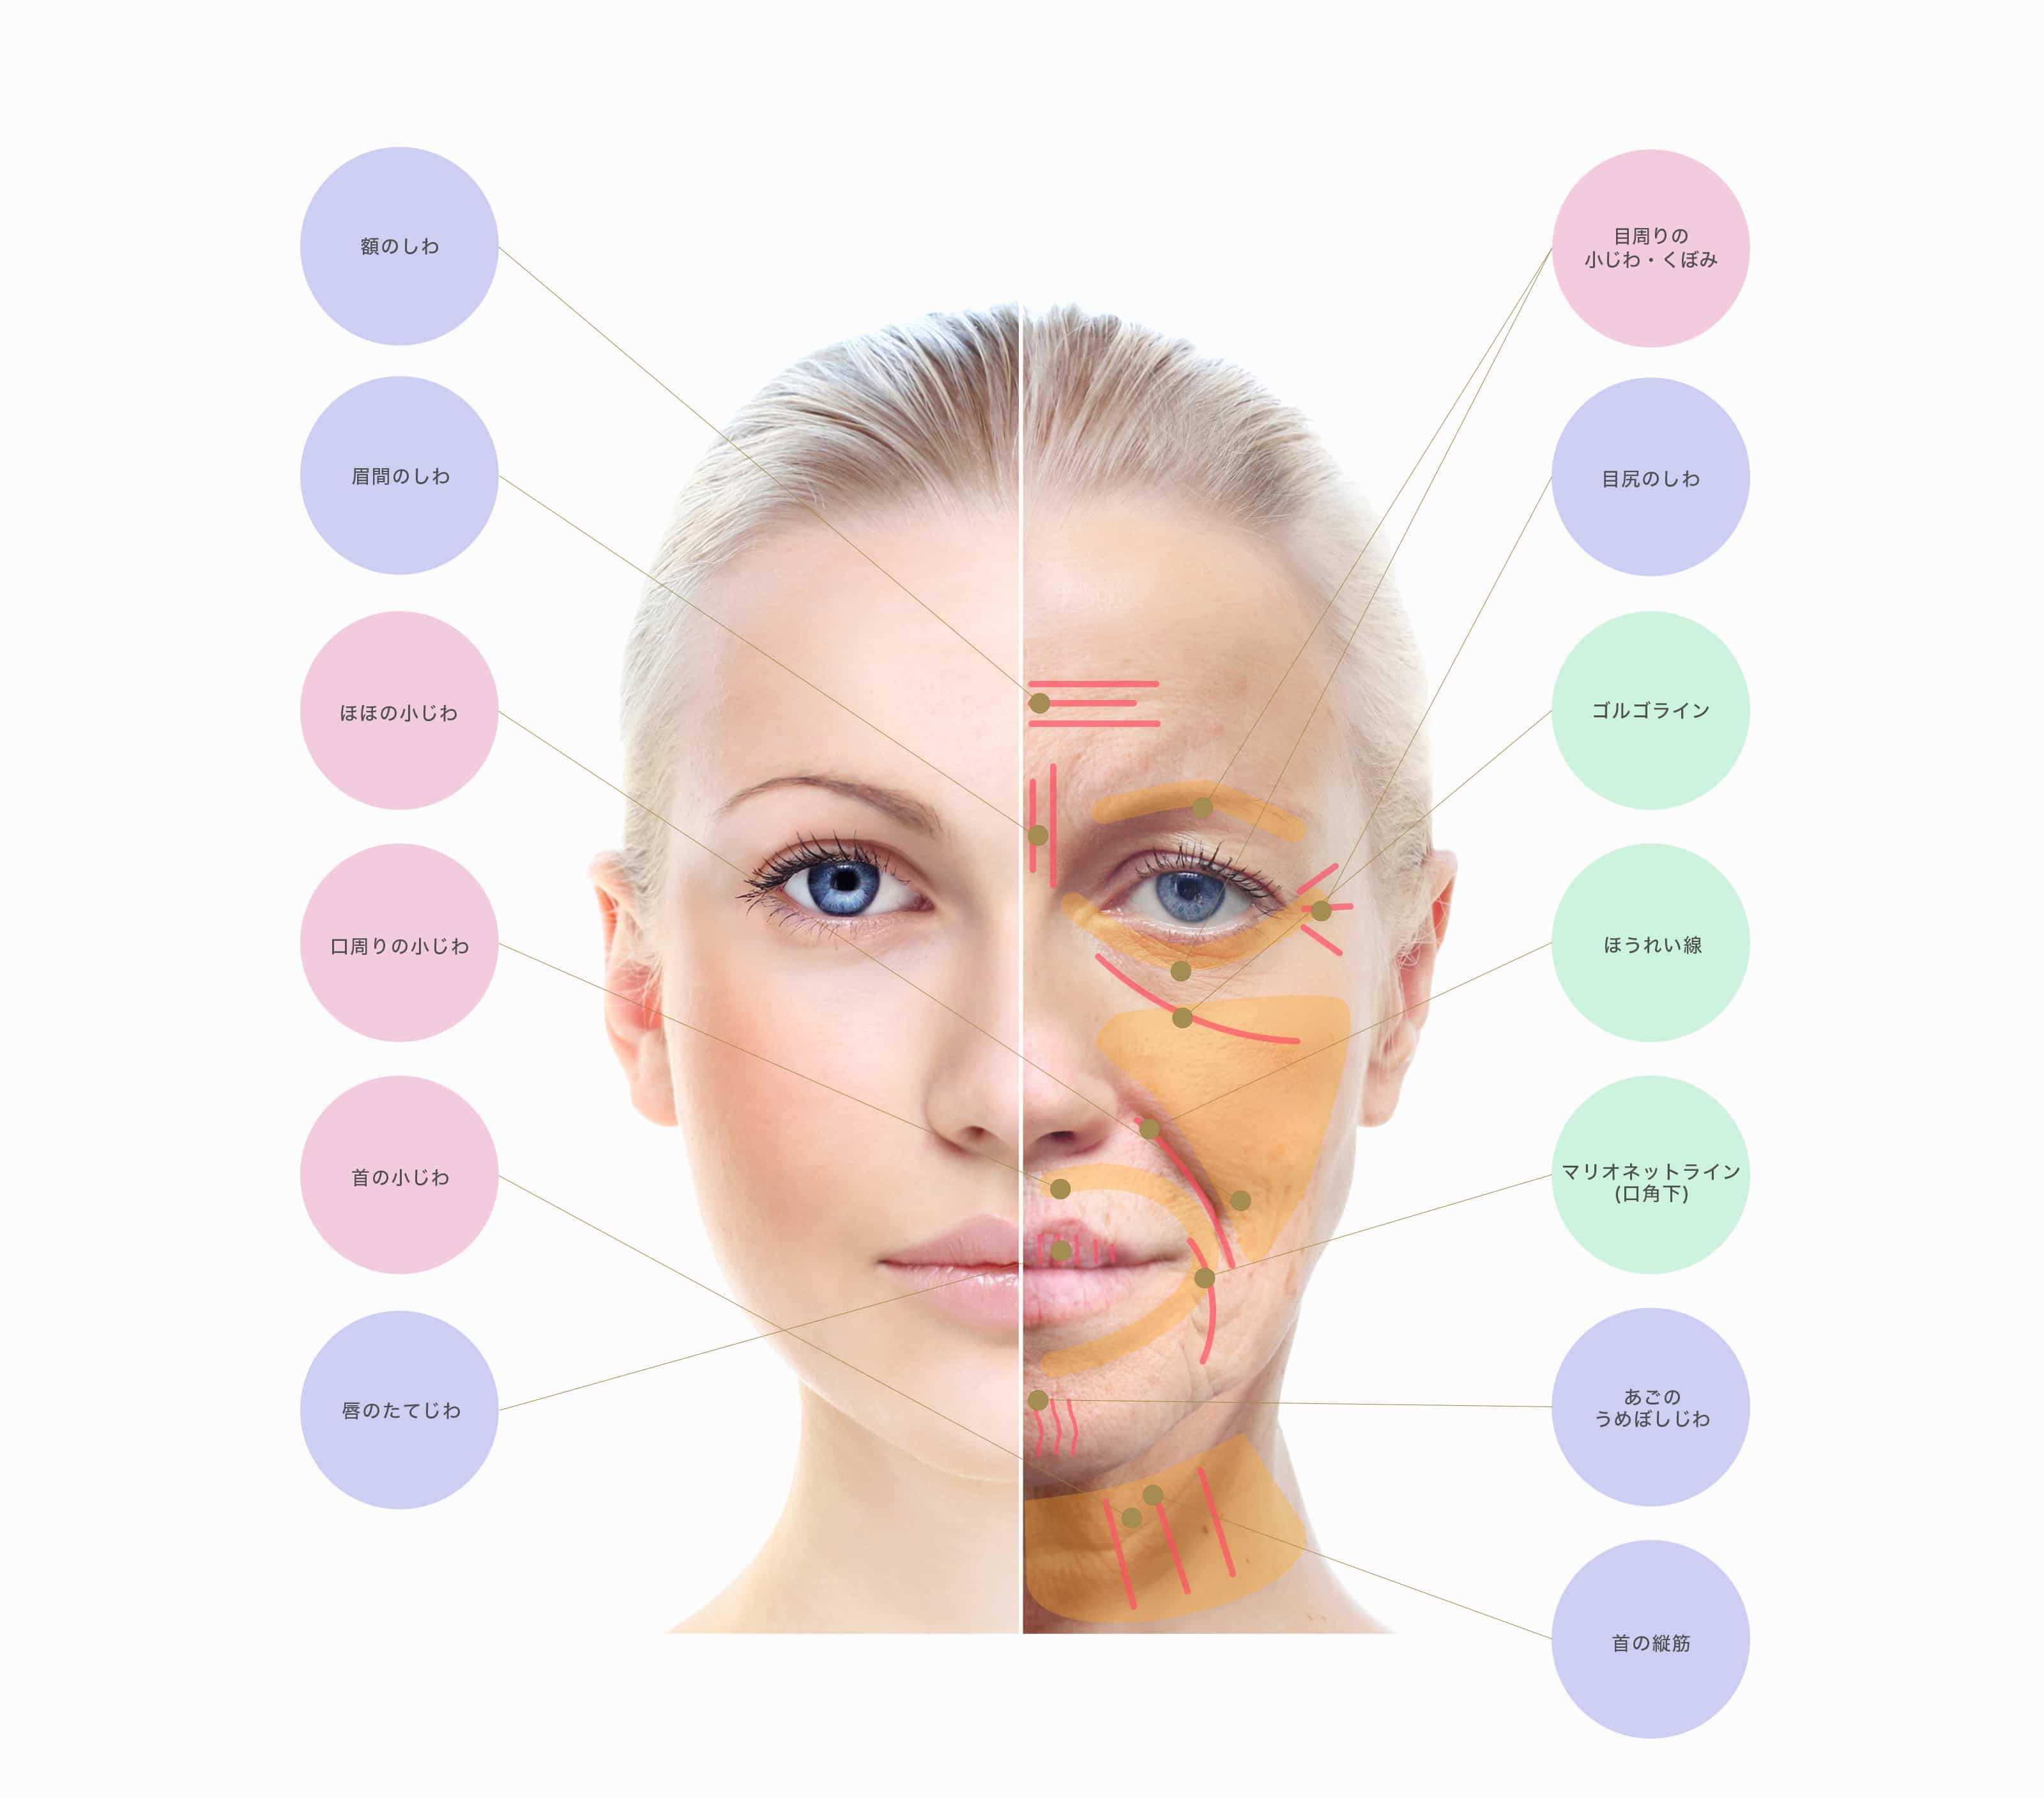 額のしわ
眉間のしわ
ほほの小じわ
口周りの小じわ
首の小じわ
唇のたてじわ
目周りの
小じわ・くぼみ
目尻のしわ
ゴルゴライン
ほうれい線
マリオネットライン
(口角下)
あごの
うめぼしじわ
首の縦筋